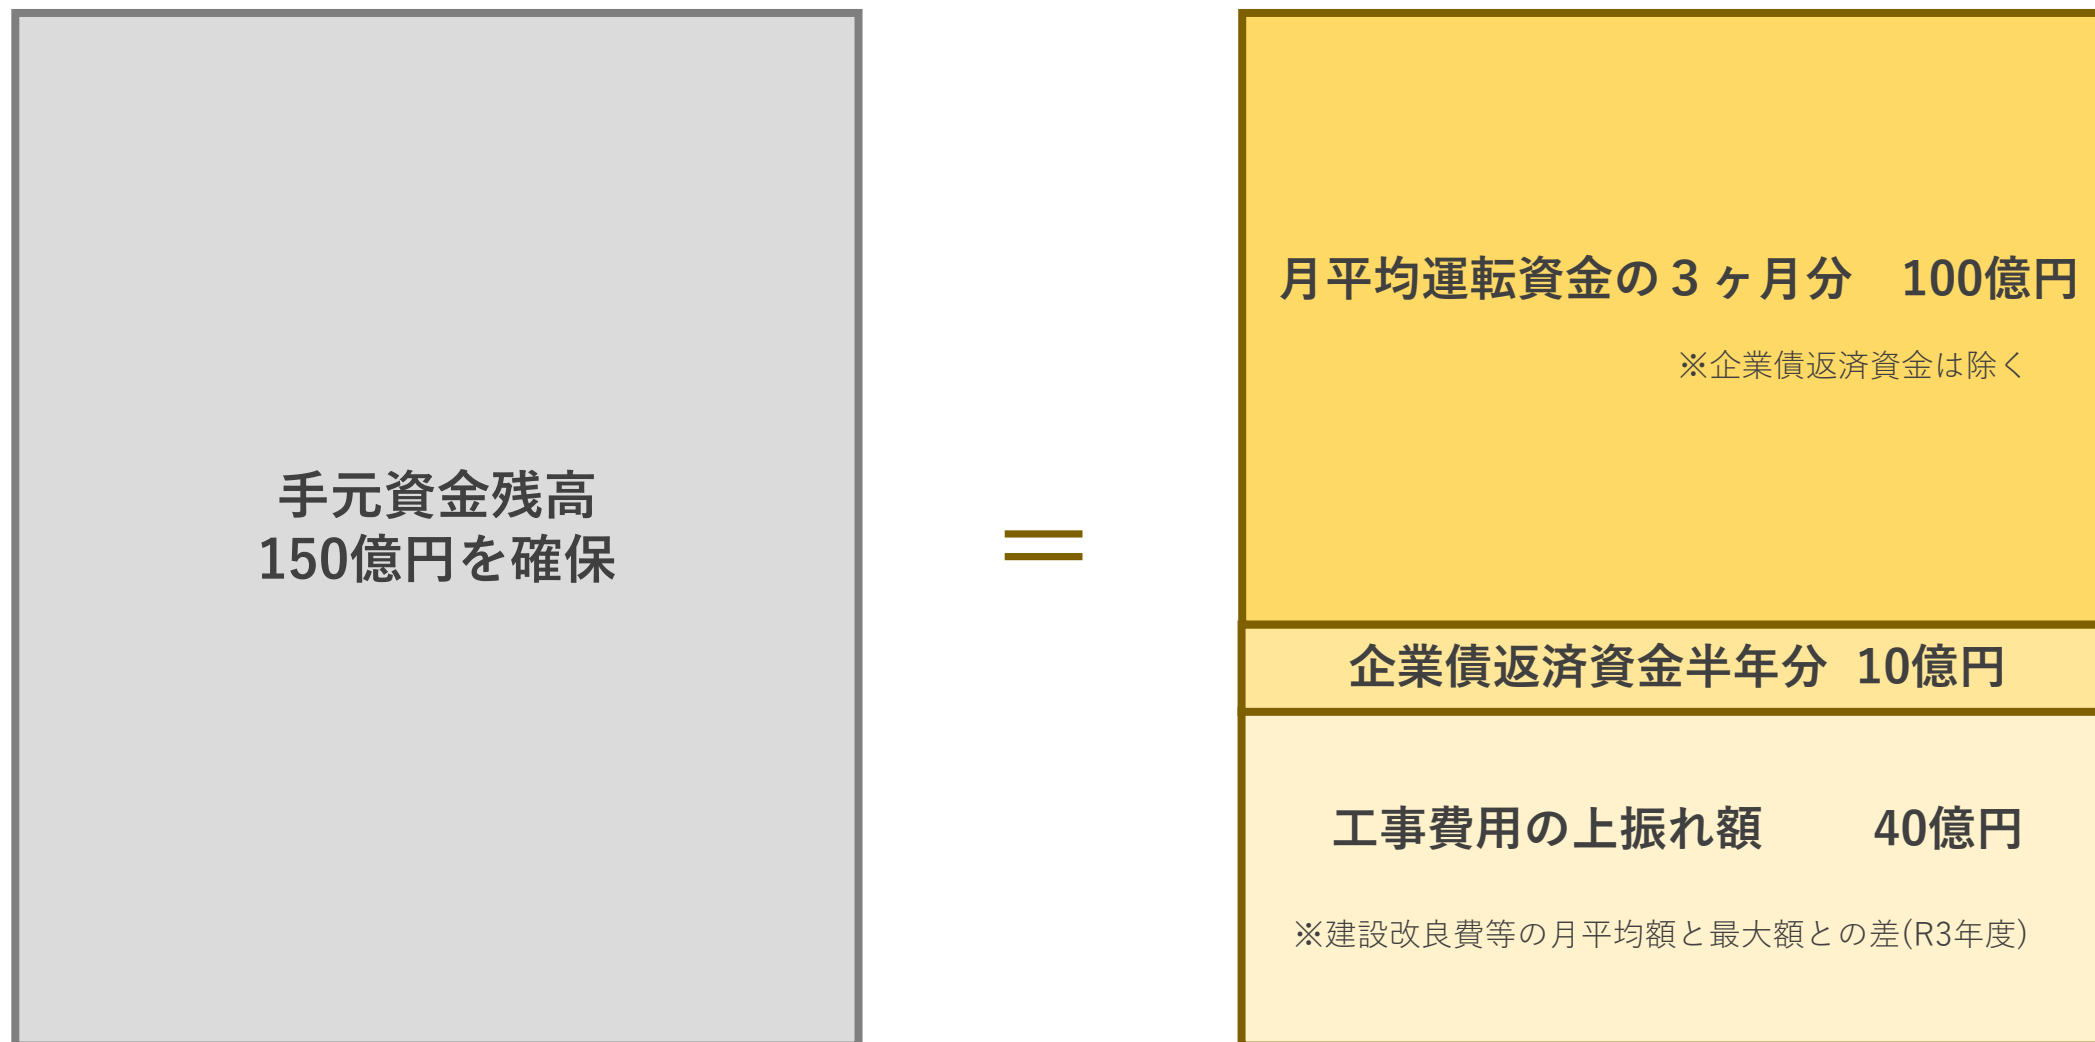 手元資金残高
150億円を確保
＝
月平均運転資金の３ヶ月分　100億円
※企業債返済資金は除く
企業債返済資金半年分 10億円
工事費用の上振れ額　　40億円
※建設改良費等の月平均額と最大額との差(R3年度)